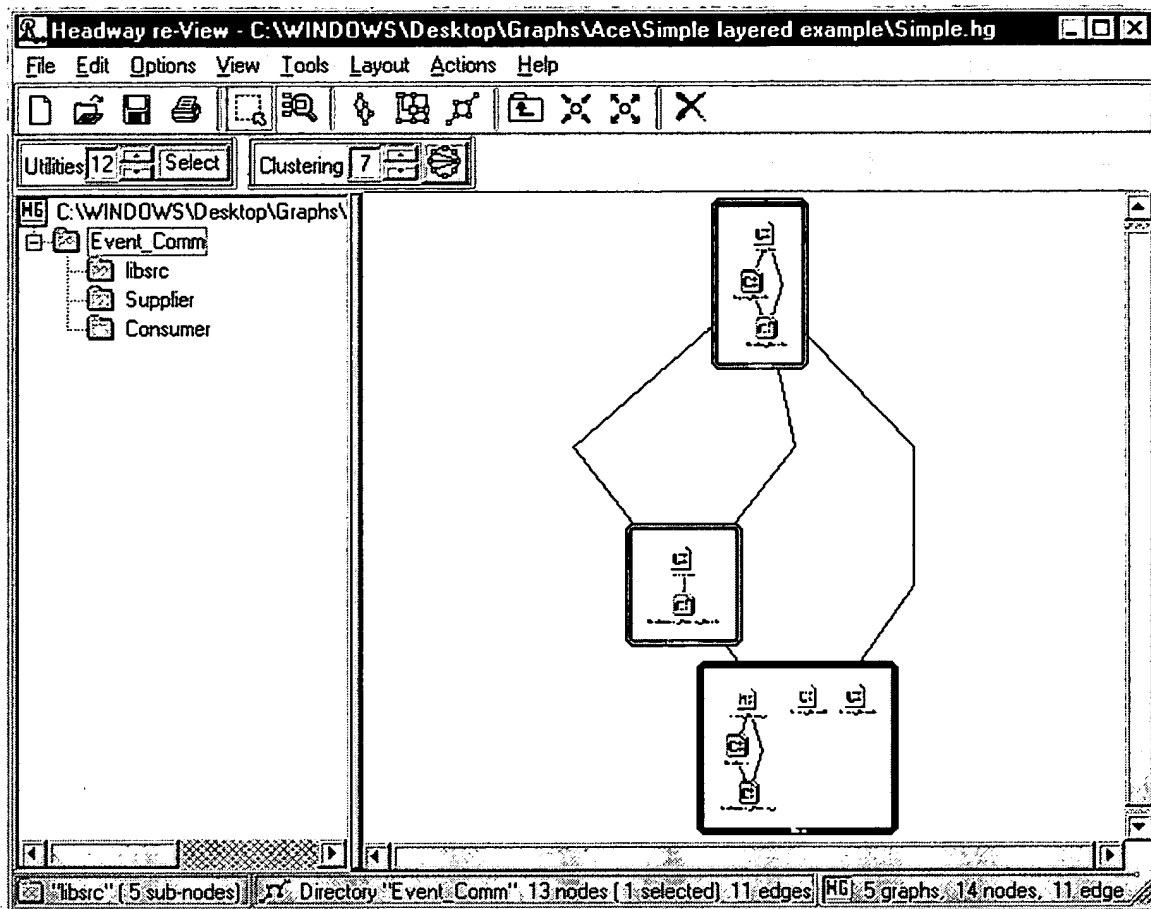 Headway re-View - C:\WINDOWS\Desktop\Graphs\Ace\Simple layered example\Simple.hg
File Edit Options View Tools Layout Actions Help
Utilities 12 Select Clustering 7
HG C:\WINDOWS\Desktop\Graphs\
Event_Comm
libsrc
Supplier
Consumer
"libsrc" ( 5 sub-nodes) Directory "Event_Comm", 13 nodes ( 1 selected), 11 edges HG 5 graphs, 14 nodes, 11 edge